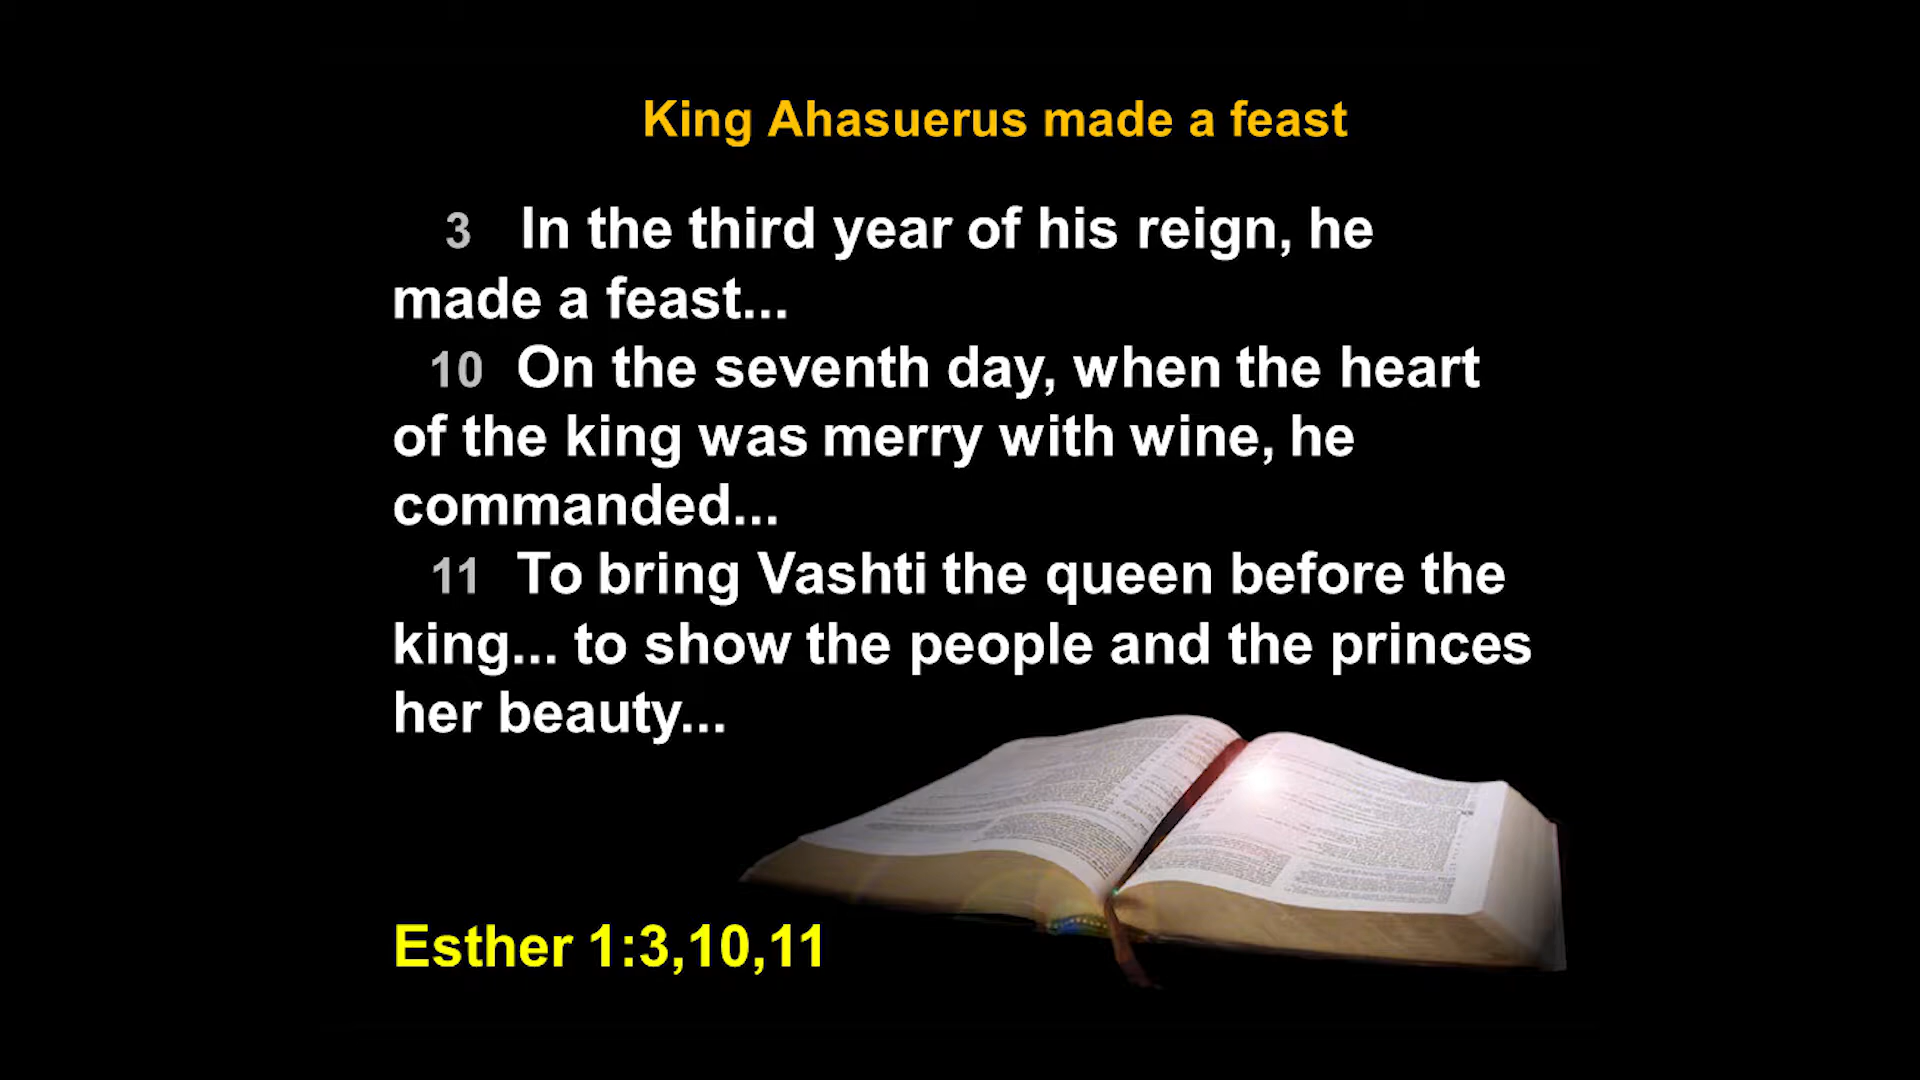 King Ahasuerus made a feast
3 In the third year of his reign, he
made a feast...
10 On the seventh day, when the heart
of the king was merry with wine, he
commanded...
11 To bring Vashti the queen before the
king... to show the people and the princes
her beauty...
Esther 1:3,10,11